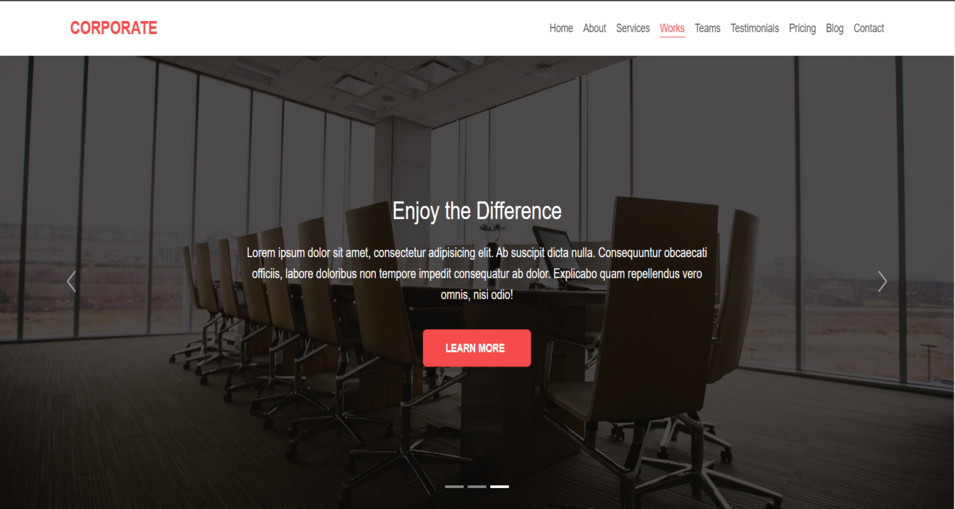 CORPORATE
Home About Services Works Teams Testimonials Pricing Blog Contact
Enjoy the Difference
Lorem ipsum dolor sit amet, consectetur adipisicing elit. Ab suscipit dicta nulla. Consequuntur obcaecati
officiis, labore doloribus non tempore impedit consequatur ab dolor. Explicabo quam repellendus vero
omnis, nisi odio!
LEARN MORE